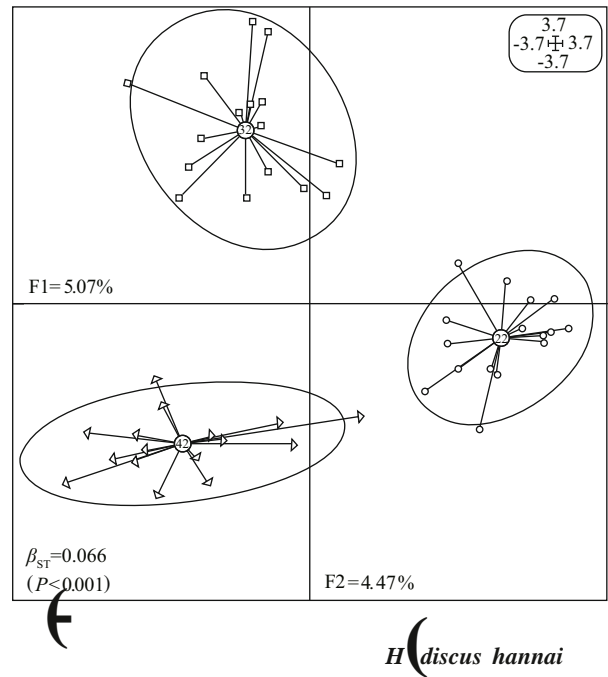 3.7
-3.7 3.7
-3.7
32
F1=5.07%
22
42
βST=0.066
(P<0.001)
F2=4.47%
H discus hannai